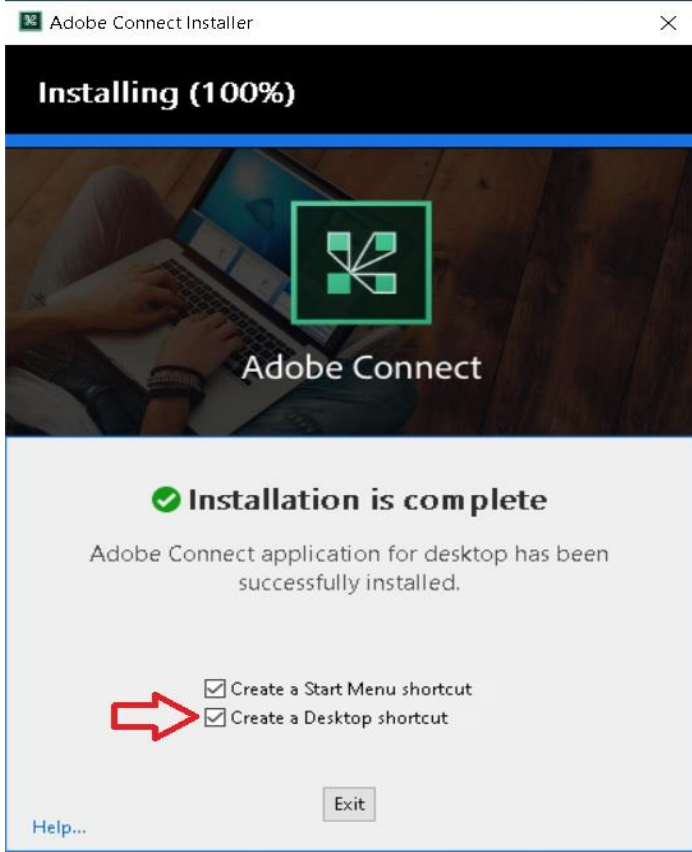 Adobe Connect Installer
Installing (100%)
Adobe Connect
Installation is complete
Adobe Connect application for desktop has been
successfully installed.
Create a Start Menu shortcut
Create a Desktop shortcut
Exit
Help...